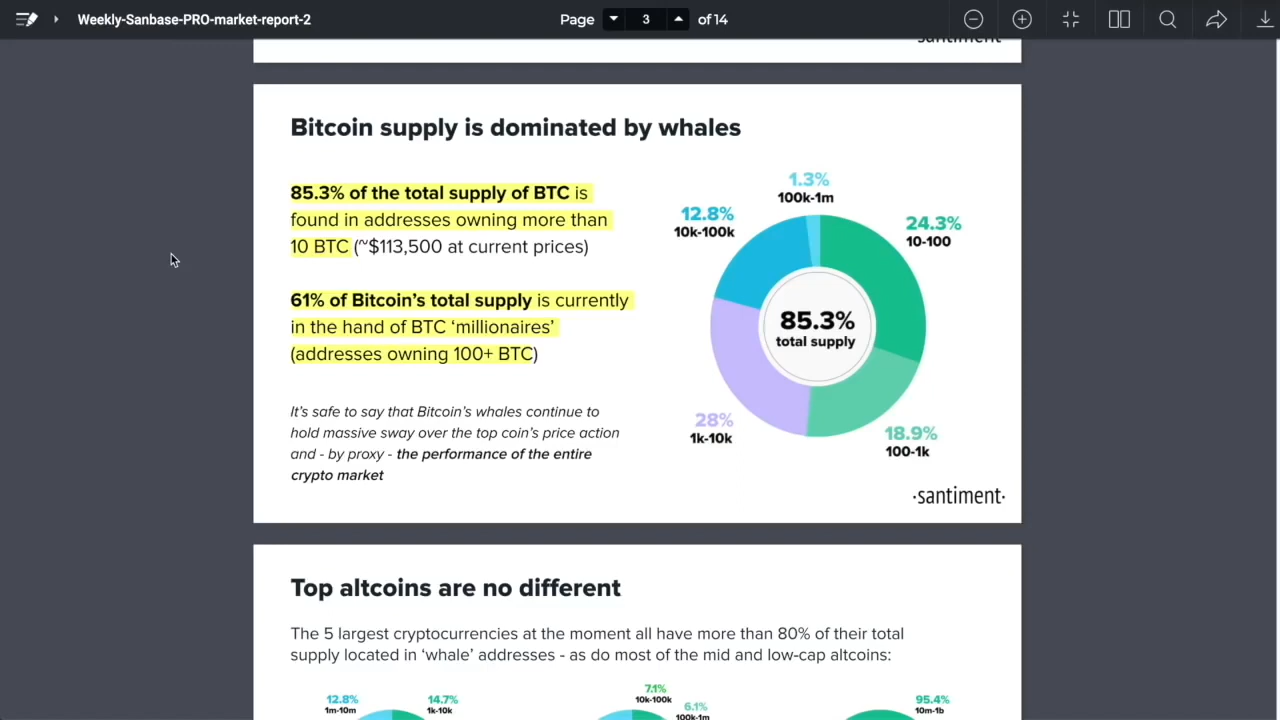 Weekly-Sanbase-PRO-market-report-2
Page 3 of 14
santiment
Bitcoin supply is dominated by whales
85.3% of the total supply of BTC is
found in addresses owning more than
10 BTC (~$113,500 at current prices)
61% of Bitcoin's total supply is currently
in the hand of BTC ‘millionaires’
(addresses owning 100+ BTC)
It's safe to say that Bitcoin's whales continue to
hold massive sway over the top coin's price action
and - by proxy - the performance of the entire
crypto market
1.3%
100k-1m
12.8%
10k-100k
24.3%
10-100
85.3%
total supply
28%
1k-10k
18.9%
100-1k
·santiment·
Top altcoins are no different
The 5 largest cryptocurrencies at the moment all have more than 80% of their total
supply located in ‘whale’ addresses - as do most of the mid and low-cap altcoins:
12.8%
1m-10m
14.7%
1k-10k
7.1%
10k-100k
6.1%
100k-1m
95.4%
10m-1b